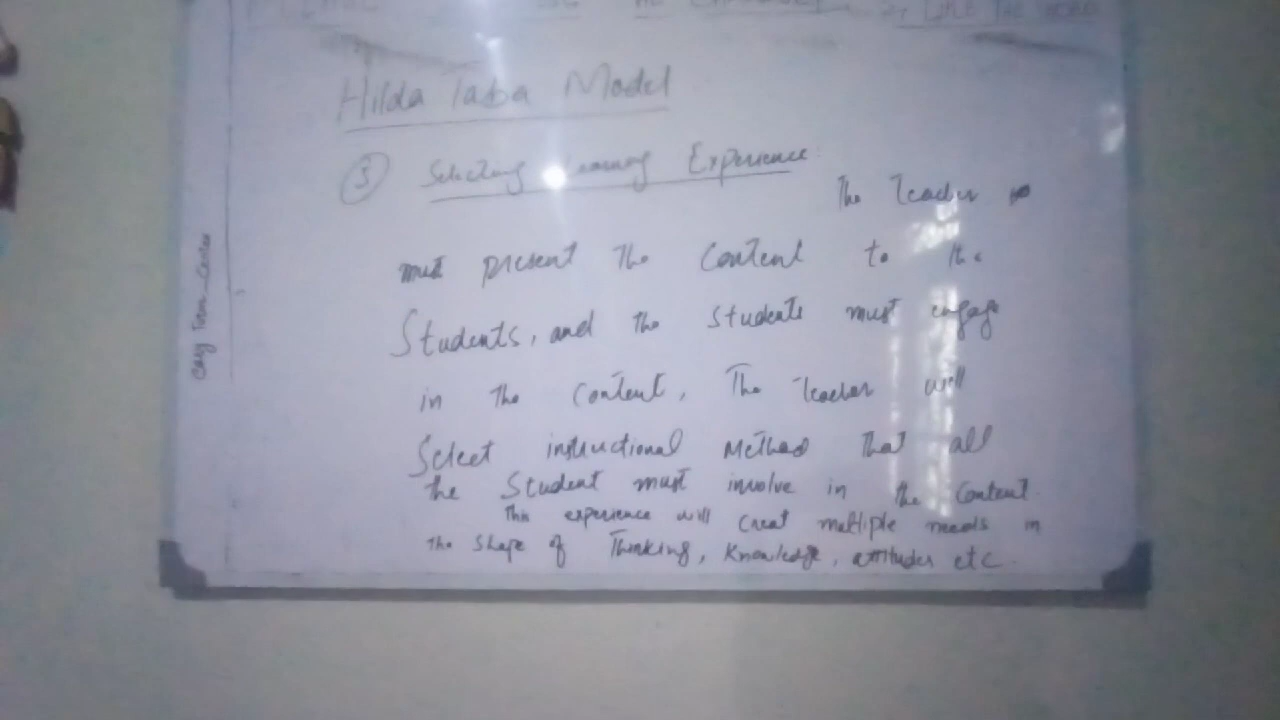 THE
Hilda Taba Model
5 Selecting Learning Experience:
The Teacher
must present The Content to the
Students, and the students must engage
in The Content, The Teacher will
Select instructional Method That all
the Student must involve in the Content.
This experience will creat multiple needs in
The Shape of Thinking, Knowledge, attitudes etc.